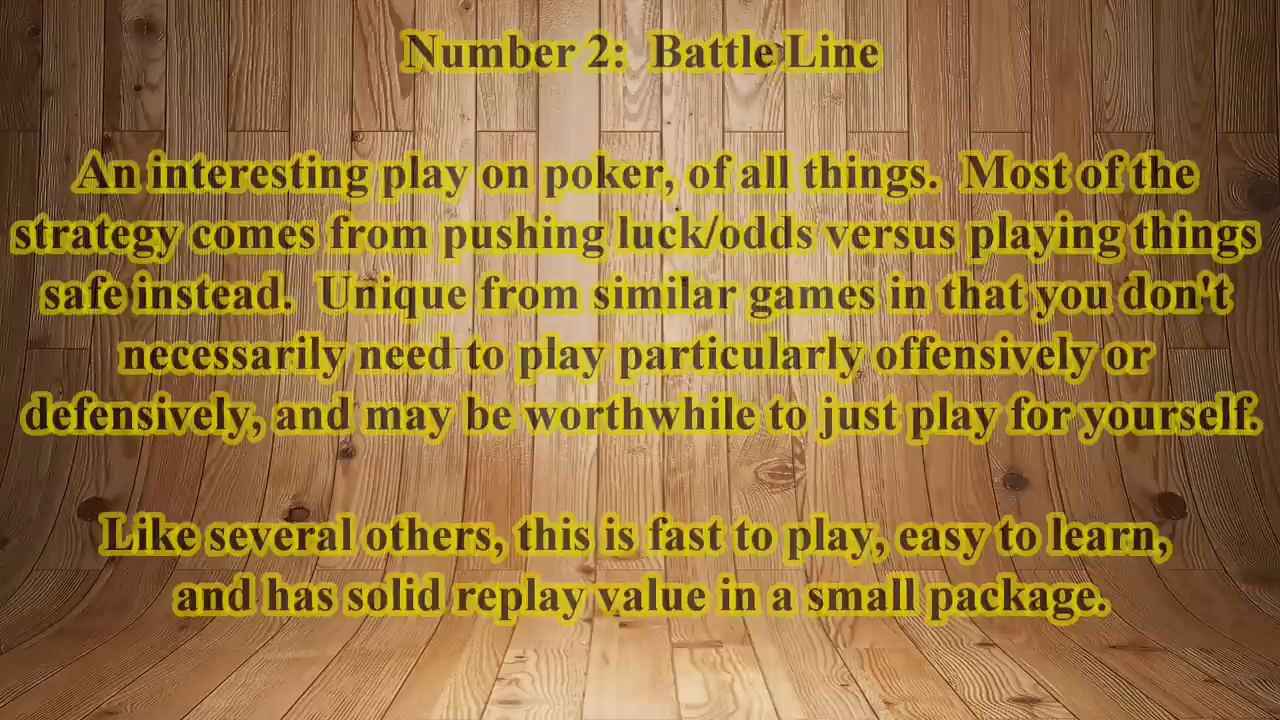 Number 2:  Battle Line
An interesting play on poker, of all things.  Most of the
strategy comes from pushing luck/odds versus playing things
safe instead.  Unique from similar games in that you don't
necessarily need to play particularly offensively or
defensively, and may be worthwhile to just play for yourself.
Like several others, this is fast to play, easy to learn,
and has solid replay value in a small package.